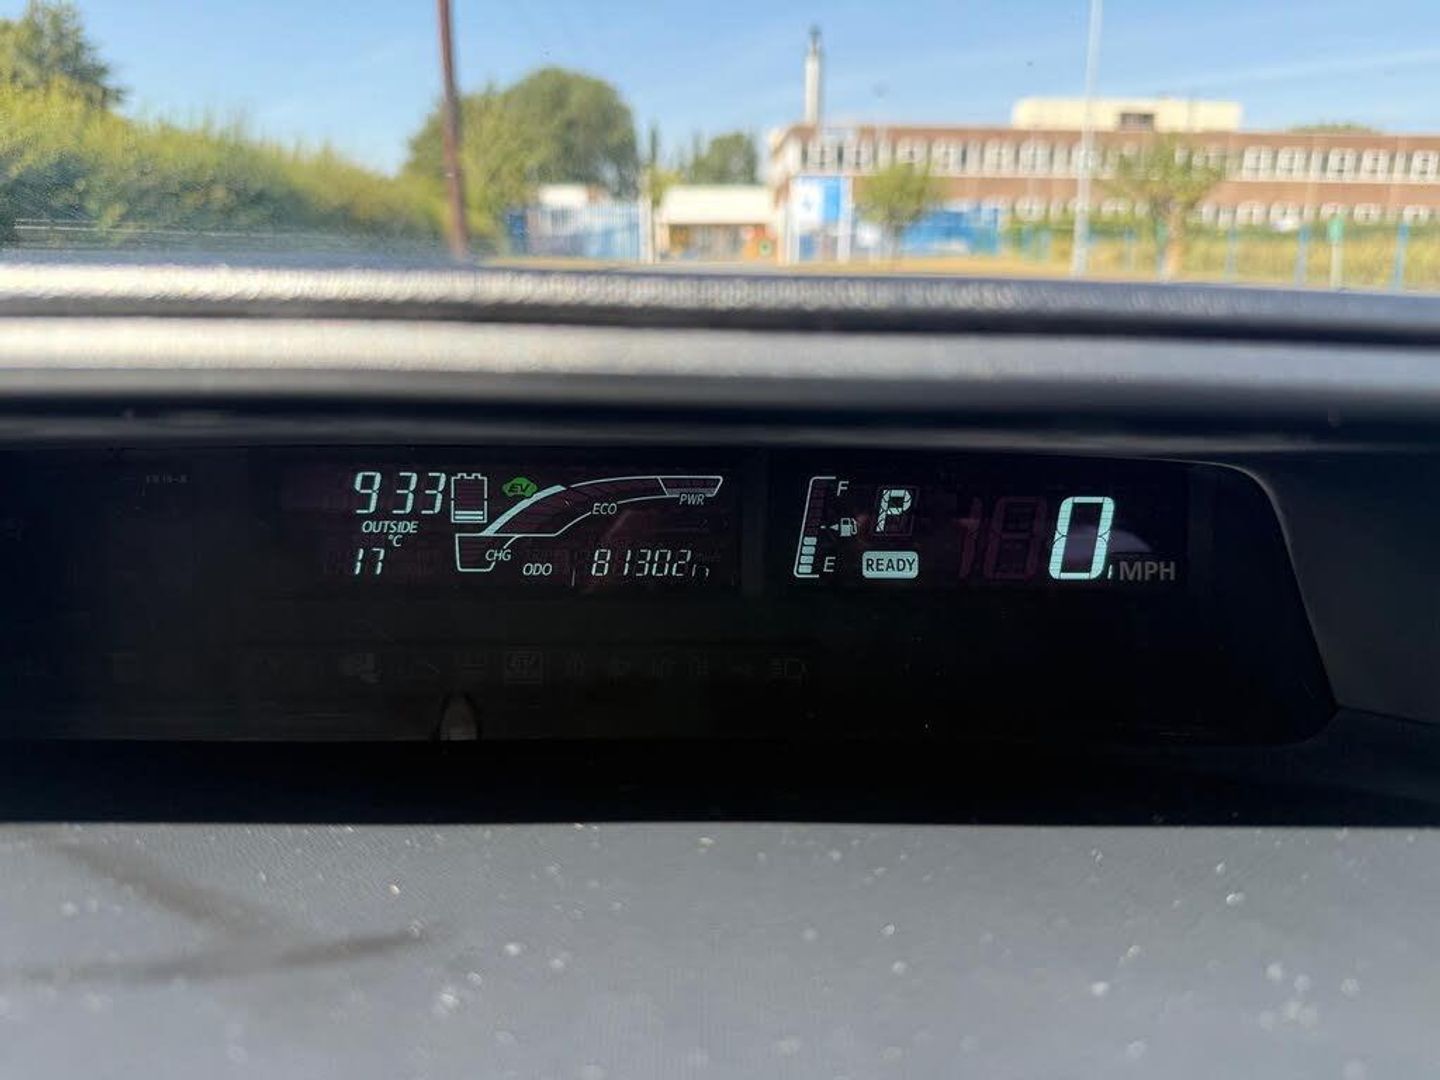 9 33
EV
PWR
ECO
OUTSIDE
°C
17
CHG
ODO
81302
F
P
E
READY
0
MPH